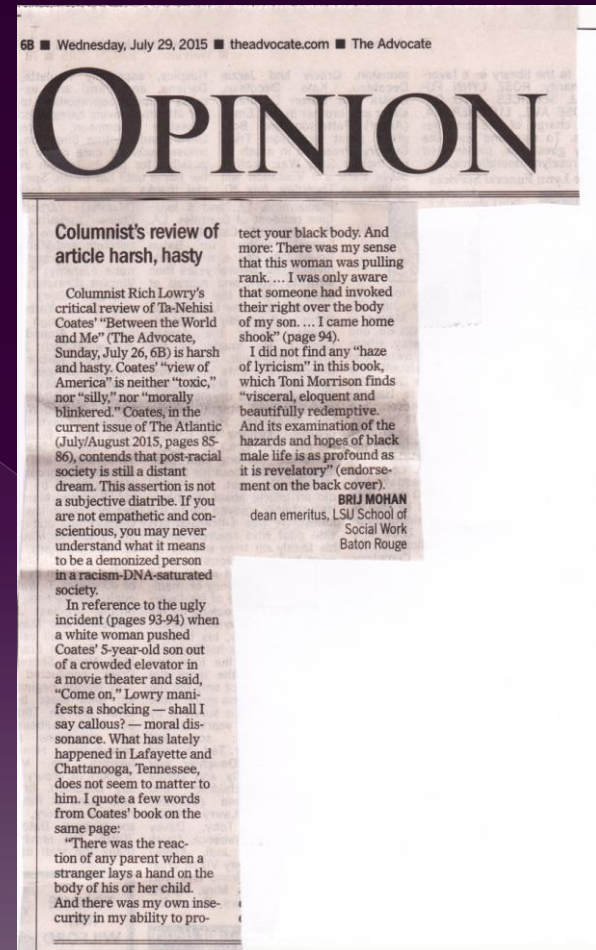 6B ■ Wednesday, July 29, 2015 ■ theadvocate.com ■ The Advocate
OPINION
Columnist's review of
article harsh, hasty
Columnist Rich Lowry's
critical review of Ta-Nehisi
Coates' “Between the World
and Me” (The Advocate,
Sunday, July 26, 6B) is harsh
and hasty. Coates' “view of
America” is neither “toxic,”
nor “silly,” nor “morally
blinkered.” Coates, in the
current issue of The Atlantic
(July/August 2015, pages 85-
86), contends that post-racial
society is still a distant
dream. This assertion is not
a subjective diatribe. If you
are not empathetic and con-
scientious, you may never
understand what it means
to be a demonized person
in a racism-DNA-saturated
society.
In reference to the ugly
incident (pages 93-94) when
a white woman pushed
Coates' 5-year-old son out
of a crowded elevator in
a movie theater and said,
“Come on,” Lowry mani-
fests a shocking — shall I
say callous? — moral dis-
sonance. What has lately
happened in Lafayette and
Chattanooga, Tennessee,
does not seem to matter to
him. I quote a few words
from Coates' book on the
same page:
“There was the reac-
tion of any parent when a
stranger lays a hand on the
body of his or her child.
And there was my own inse-
curity in my ability to pro-
tect your black body. And
more: There was my sense
that this woman was pulling
rank. ... I was only aware
that someone had invoked
their right over the body
of my son. ... I came home
shook” (page 94).
I did not find any “haze
of lyricism” in this book,
which Toni Morrison finds
“visceral, eloquent and
beautifully redemptive.
And its examination of the
hazards and hopes of black
male life is as profound as
it is revelatory” (endorse-
ment on the back cover).
BRIJ MOHAN
dean emeritus, LSU School of
Social Work
Baton Rouge